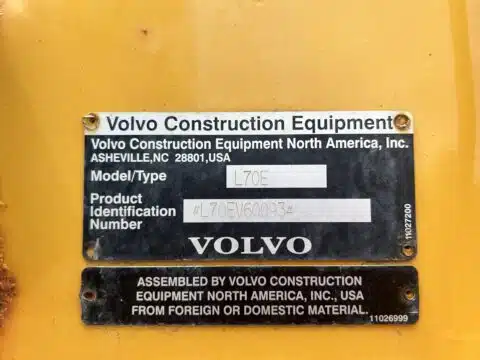 Volvo Construction Equipment
Volvo Construction Equipment North America, Inc.
ASHEVILLE,NC 28801,USA
Model/Type L70E
Product Identification Number *L70EV60093*
11027200
VOLVO
ASSEMBLED BY VOLVO CONSTRUCTION
EQUIPMENT NORTH AMERICA, INC., USA
FROM FOREIGN OR DOMESTIC MATERIAL.
11026999